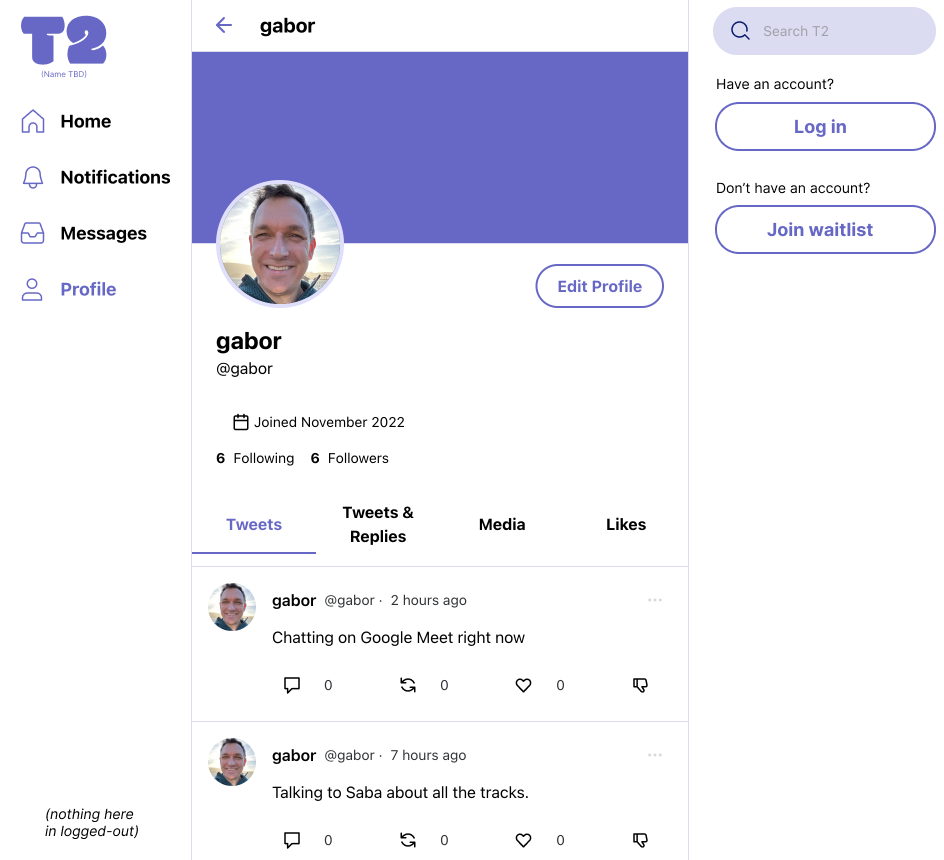 T2
(Name TBD)
Home
Notifications
Messages
Profile
(nothing here
in logged-out)
gabor
Edit Profile
gabor
@gabor
Joined November 2022
6 Following 6 Followers
Tweets
Tweets &
Replies
Media
Likes
gabor @gabor · 2 hours ago
Chatting on Google Meet right now
0 0 0
gabor @gabor · 7 hours ago
Talking to Saba about all the tracks.
0 0 0
Search T2
Have an account?
Log in
Don’t have an account?
Join waitlist